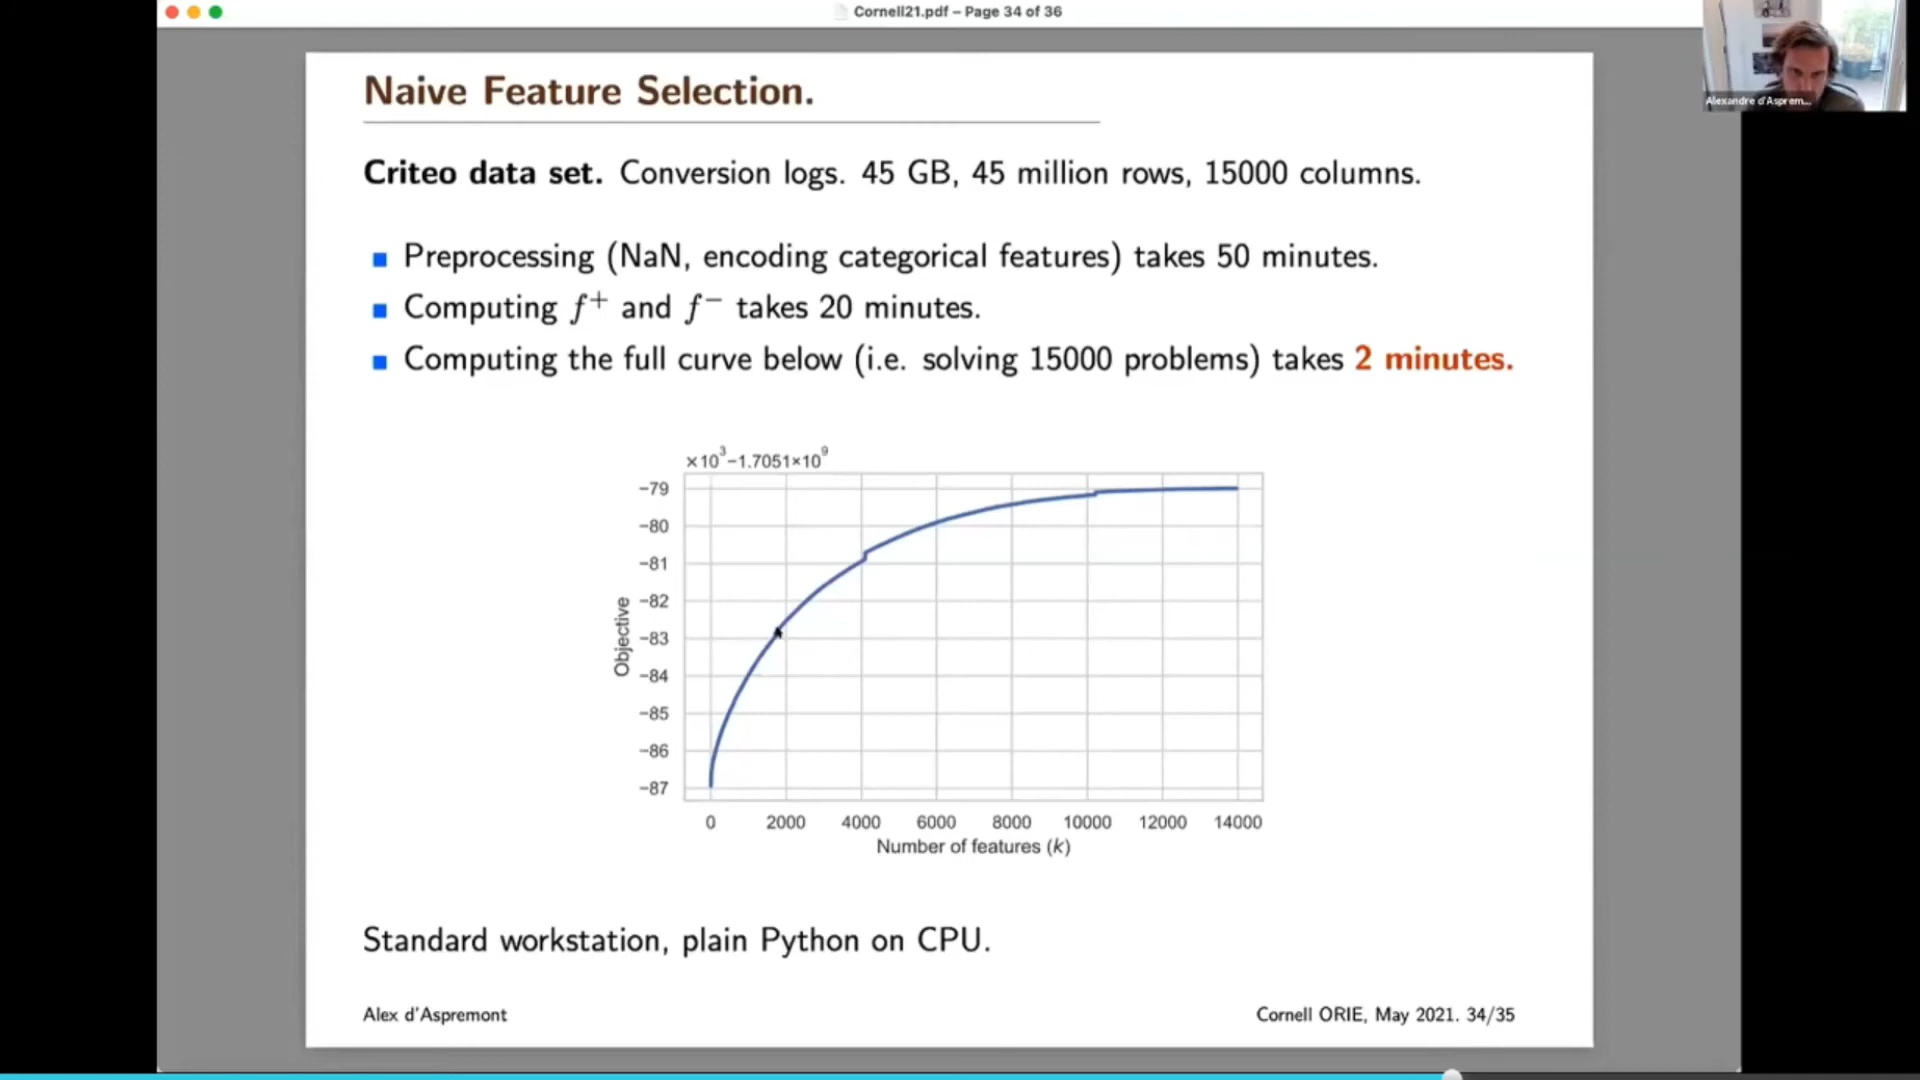 Cornell21.pdf – Page 34 of 36
Alexandre d'Asprem...
Naive Feature Selection.
Criteo data set. Conversion logs. 45 GB, 45 million rows, 15000 columns.
Preprocessing (NaN, encoding categorical features) takes 50 minutes.
Computing f⁺ and f⁻ takes 20 minutes.
Computing the full curve below (i.e. solving 15000 problems) takes 2 minutes.
×10³−1.7051×10⁹
−79
−80
−81
−82
−83
−84
−85
−86
−87
Objective
0 2000 4000 6000 8000 10000 12000 14000
Number of features (k)
Standard workstation, plain Python on CPU.
Alex d'Aspremont
Cornell ORIE, May 2021. 34/35